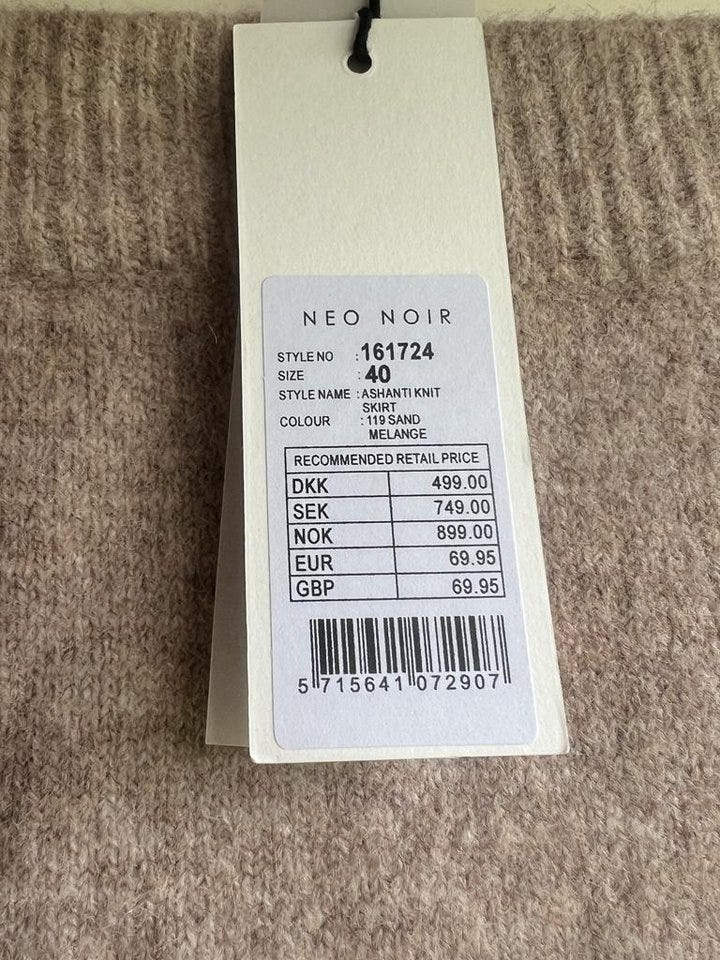 NEO NOIR
STYLE NO : 161724
SIZE : 40
STYLE NAME : ASHANTI KNIT
SKIRT
COLOUR : 119 SAND
MELANGE
RECOMMENDED RETAIL PRICE
DKK 499.00
SEK 749.00
NOK 899.00
EUR 69.95
GBP 69.95
5 715641 072907